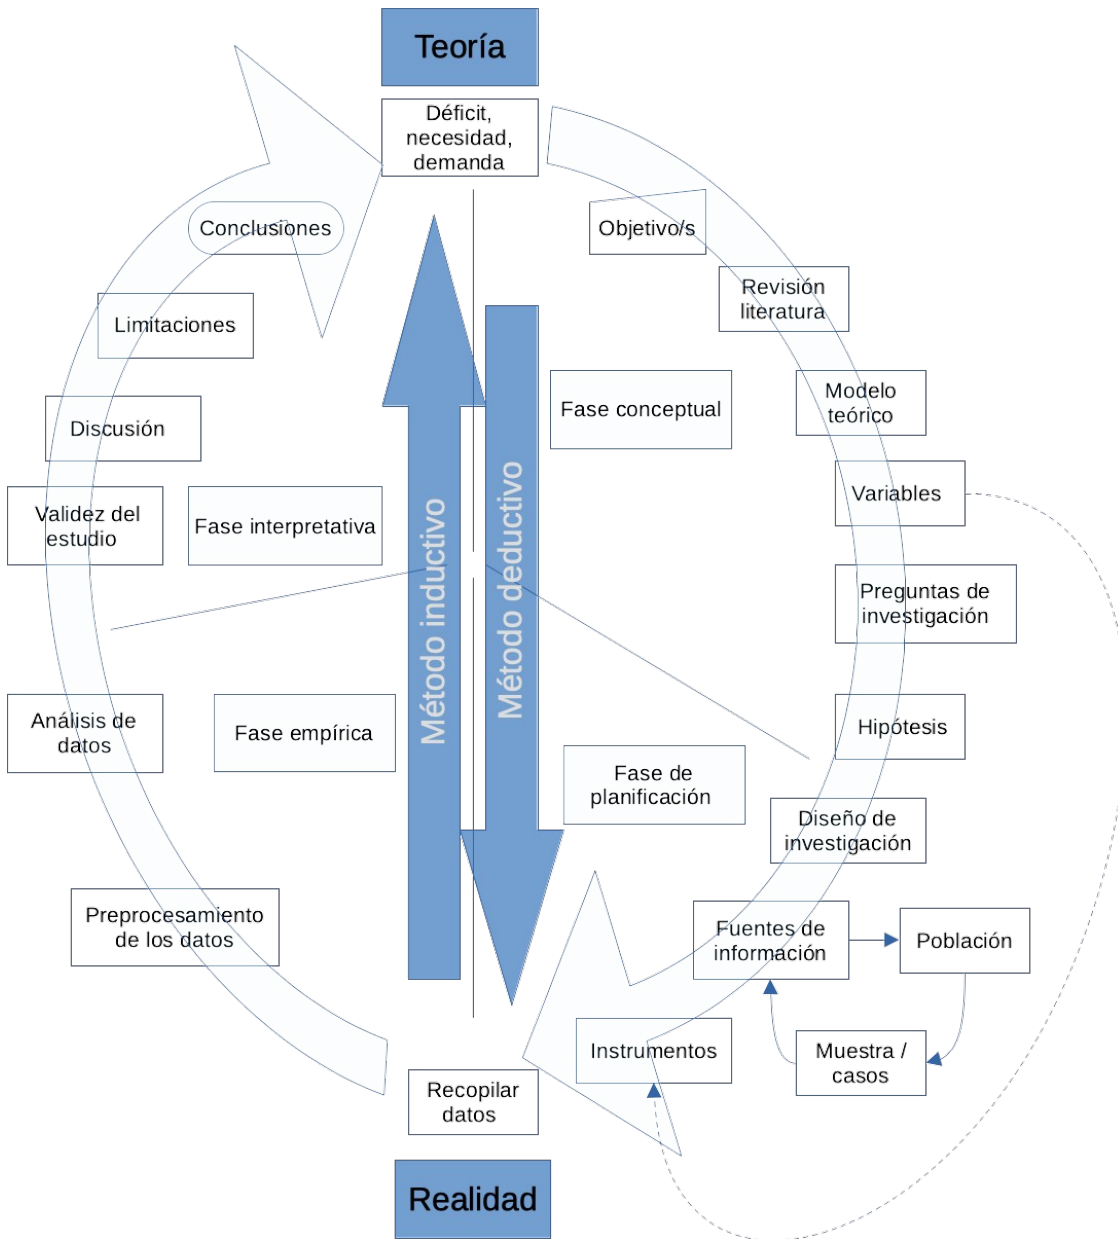 Teoría
Déficit,
necesidad,
demanda
Conclusiones
Objetivo/s
Revisión
literatura
Limitaciones
Modelo
teórico
Fase conceptual
Discusión
Variables
Validez del
estudio
Fase interpretativa
Método inductivo
Método deductivo
Preguntas de
investigación
Análisis de
datos
Fase empírica
Hipótesis
Fase de
planificación
Diseño de
investigación
Preprocesamiento
de los datos
Fuentes de
información
Población
Instrumentos
Muestra /
casos
Recopilar
datos
Realidad